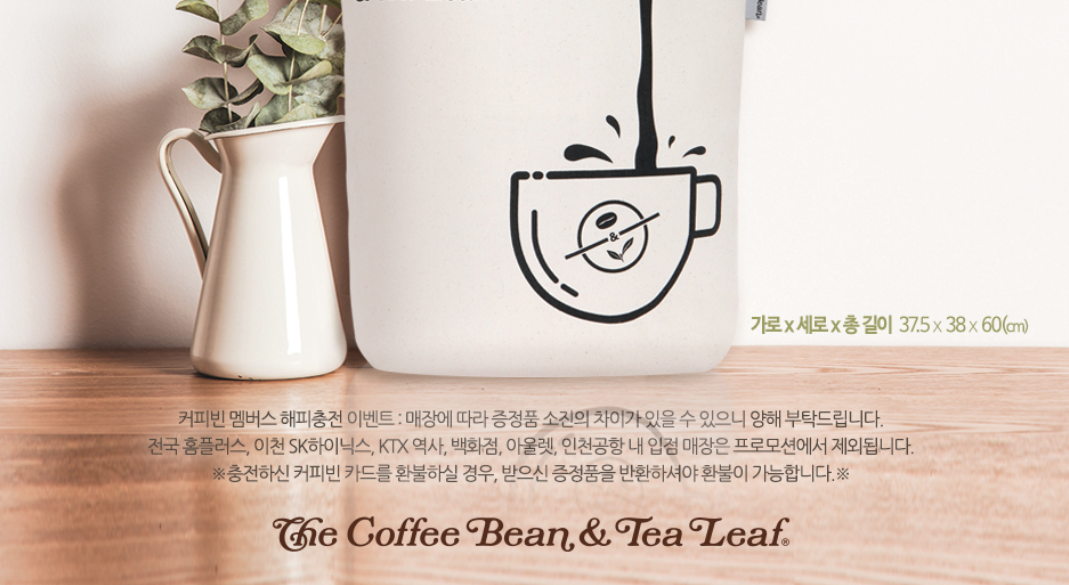 가로 x 세로 x 총 길이 37.5 x 38 x 60(cm)
커피빈 멤버스 해피충전 이벤트 : 매장에 따라 증정품 소진의 차이가 있을 수 있으니 양해 부탁드립니다.
전국 홈플러스, 이천 SK하이닉스, KTX 역사, 백화점, 아울렛, 인천공항 내 입점 매장은 프로모션에서 제외됩니다.
※충전하신 커피빈 카드를 환불하실 경우, 받으신 증정품을 반환하셔야 환불이 가능합니다.※
The Coffee Bean & Tea Leaf®